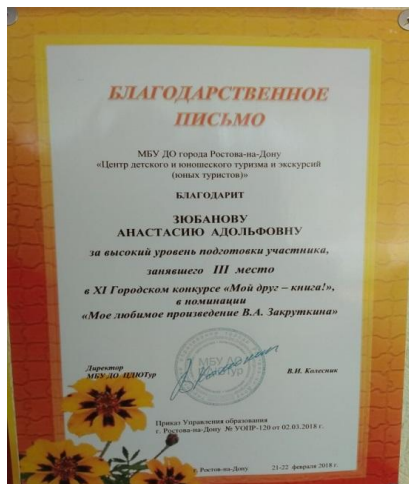 БЛАГОДАРСТВЕННОЕ
ПИСЬМО
МБУ ДО города Ростова-на-Дону
«Центр детского и юношеского туризма и экскурсий
(юных туристов)»
БЛАГОДАРИТ
ЗЮБАНОВУ
АНАСТАСИЮ АДОЛЬФОВНУ
за высокий уровень подготовки участника,
занявшего III место
в XI Городском конкурсе «Мой друг – книга!»,
в номинации
«Мое любимое произведение В.А. Закруткина»
МБУ ДО
ЦДЮТур
Директор
МБУ ДО ЦДЮТур
В.И. Колесник
Приказ Управления образования
г. Ростова-на-Дону № УОПР-120 от 02.03.2018 г.
г. Ростов-на-Дону 21-22 февраля 2018 г.